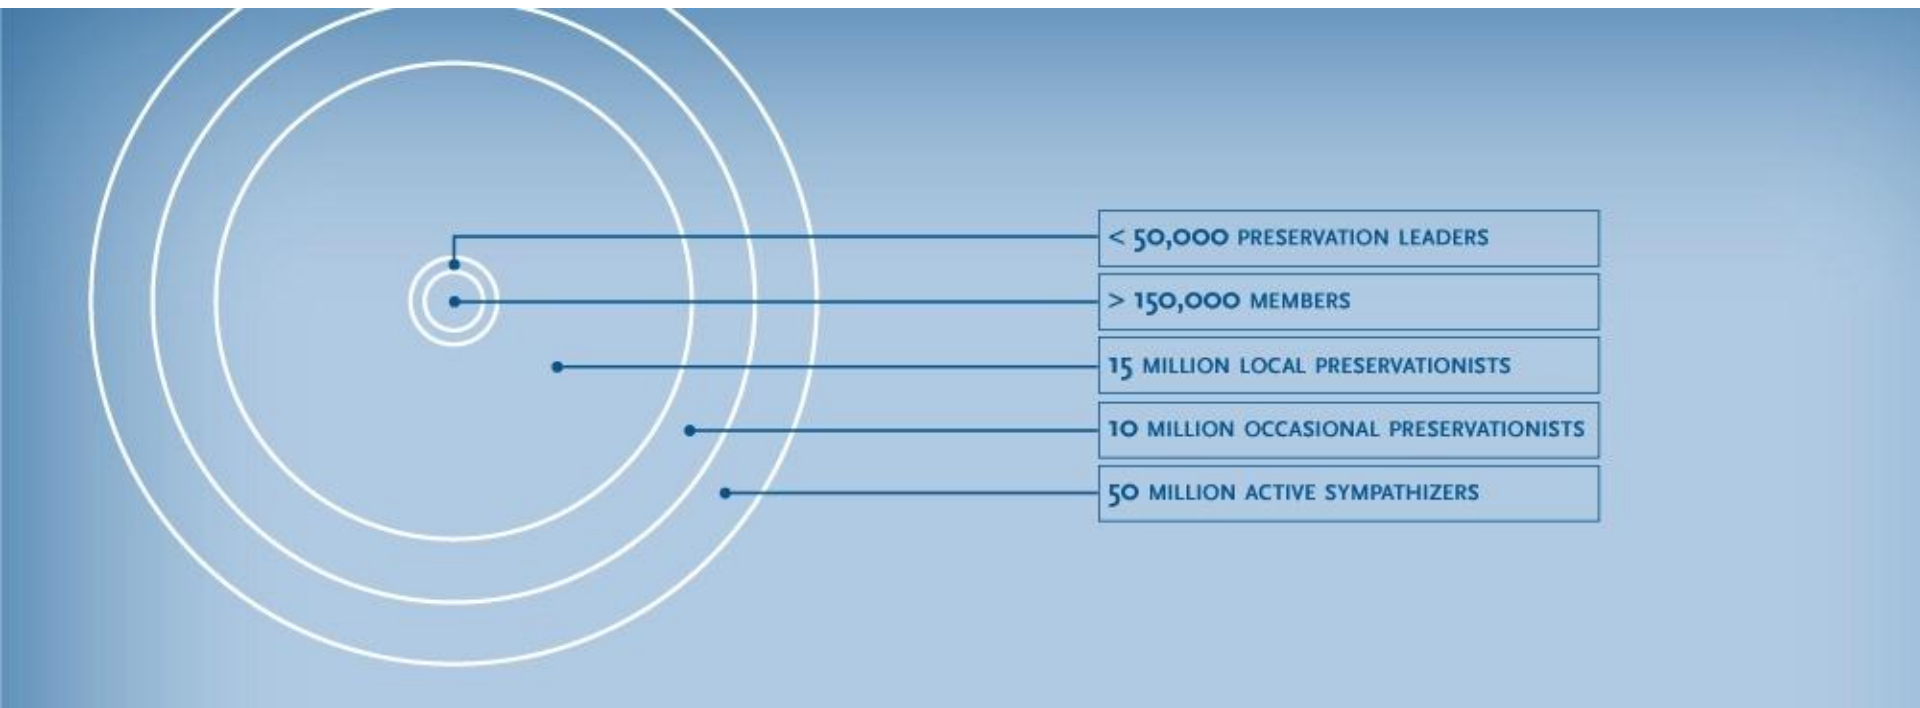 < 50,000 PRESERVATION LEADERS
> 150,000 MEMBERS
15 MILLION LOCAL PRESERVATIONISTS
10 MILLION OCCASIONAL PRESERVATIONISTS
50 MILLION ACTIVE SYMPATHIZERS